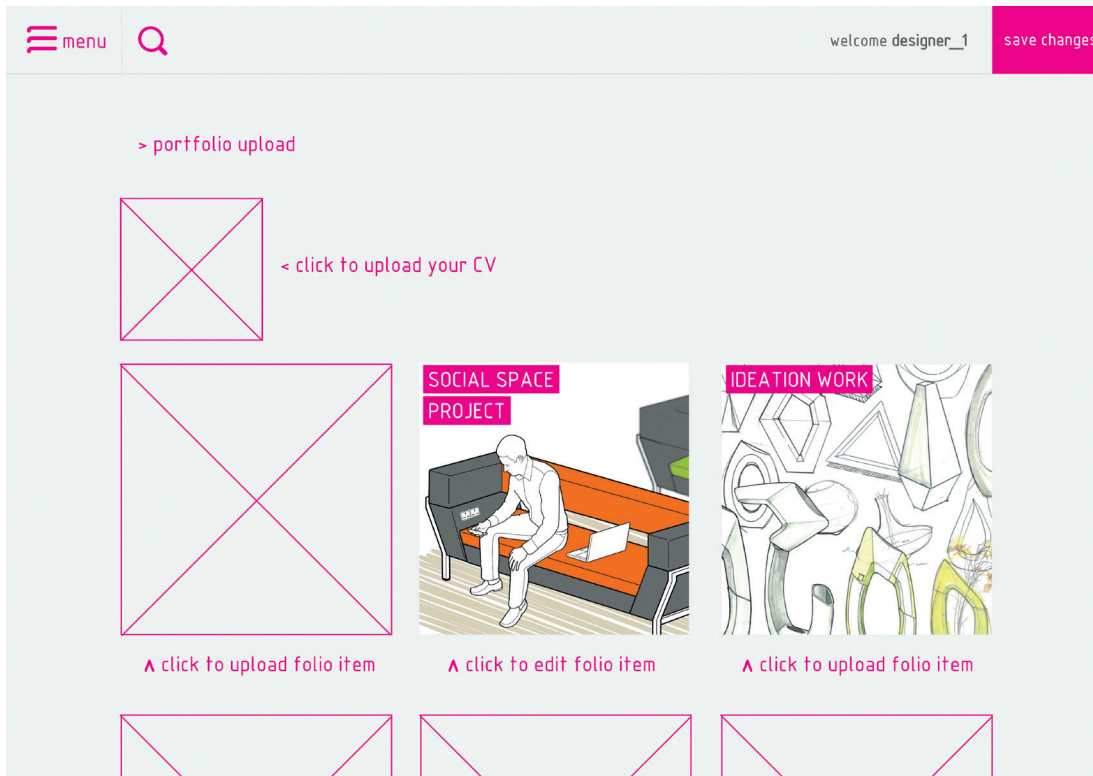 menu
welcome designer_1
save changes
> portfolio upload
< click to upload your CV
SOCIAL SPACE
PROJECT
IDEATION WORK
^ click to upload folio item
^ click to edit folio item
^ click to upload folio item